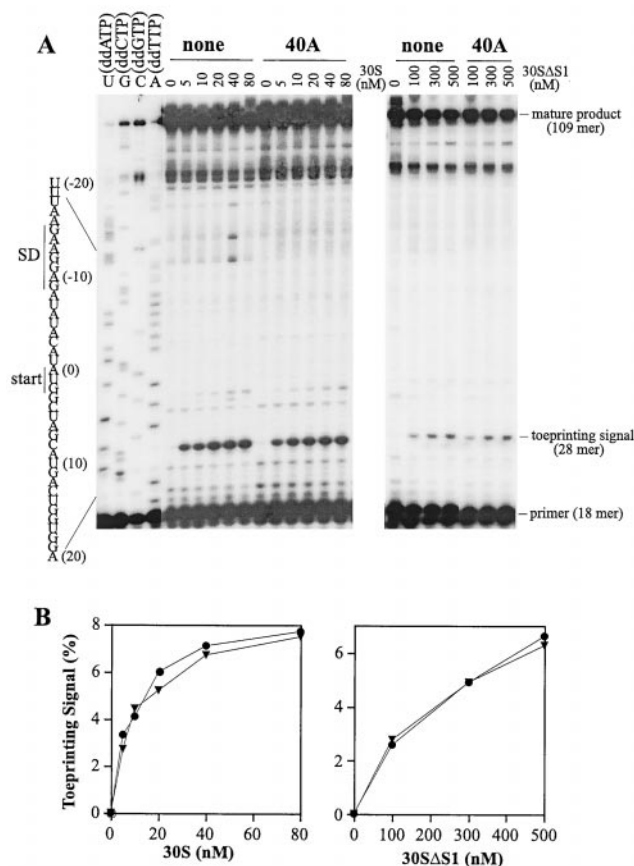 A
U(ddATP)
G(ddCTP)
C(ddGTP)
A(ddTTP)
none
40A
0 5 10 20 40 80 0 5 10 20 40 80
30S
(nM)
none
40A
0 100 300 500 100 300 500
30SΔS1
(nM)
mature product
(109 mer)
toeprinting signal
(28 mer)
primer (18 mer)
SD
start
U (-20)
U
U
A
A
G
A
A
G
G
A (-10)
G
A
U
A
U
A
C
A
U
A (0)
U
G
G
C
U
A
G
C
A
U (10)
G
A
C
U
G
G
U
G
G
A (20)
B
Toeprinting Signal (%)
8
6
4
2
0
0 20 40 60 80
30S (nM)
6
4
2
0
0 100 200 300 400 500
30SΔS1 (nM)